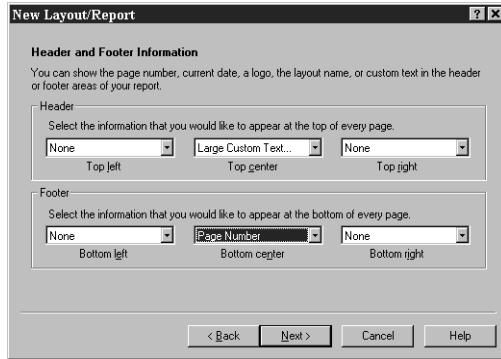 New Layout/Report
Header and Footer Information
You can show the page number, current date, a logo, the layout name, or custom text in the header
or footer areas of your report.
Header
Select the information that you would like to appear at the top of every page.
None Large Custom Text... None
Top left Top center Top right
Footer
Select the information that you would like to appear at the bottom of every page.
None Page Number None
Bottom left Bottom center Bottom right
< Back Next > Cancel Help